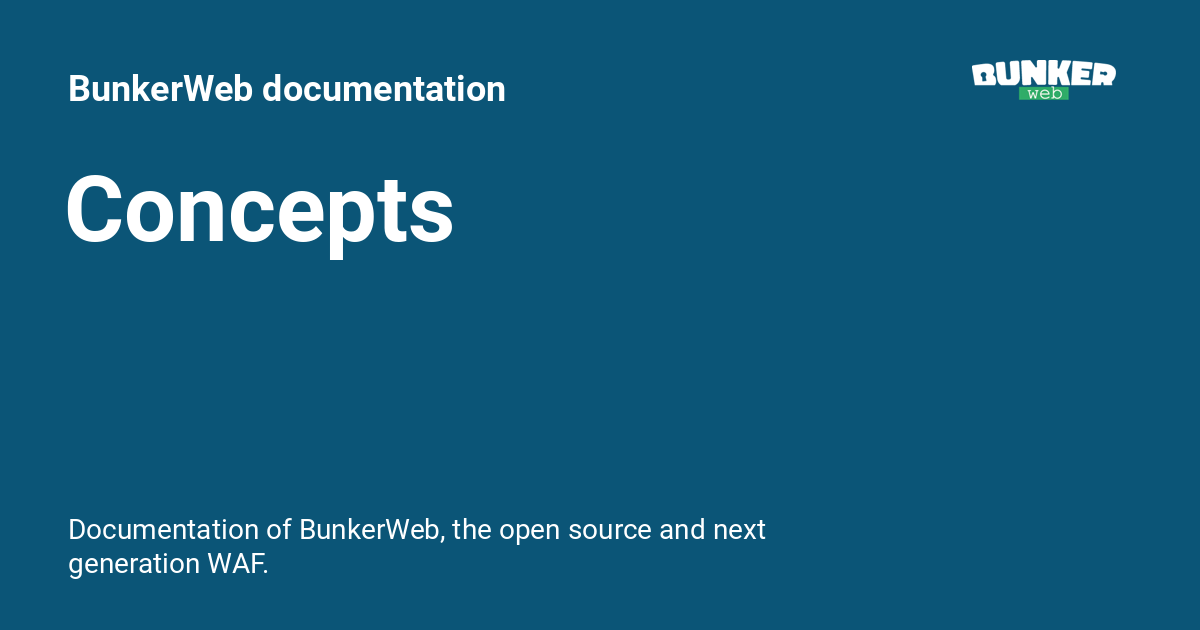 BunkerWeb documentation
BUNKER
web
Concepts
Documentation of BunkerWeb, the open source and next
generation WAF.